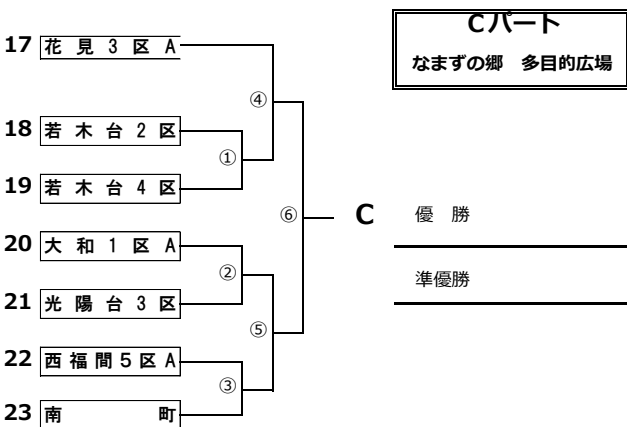 Cパート
なまずの郷 多目的広場
17 花見3区A
④
18 若木台2区
①
19 若木台4区
⑥
C 優 勝
20 大和1区A
②
準優勝
21 光陽台3区
⑤
22 西福間5区A
③
23 南町